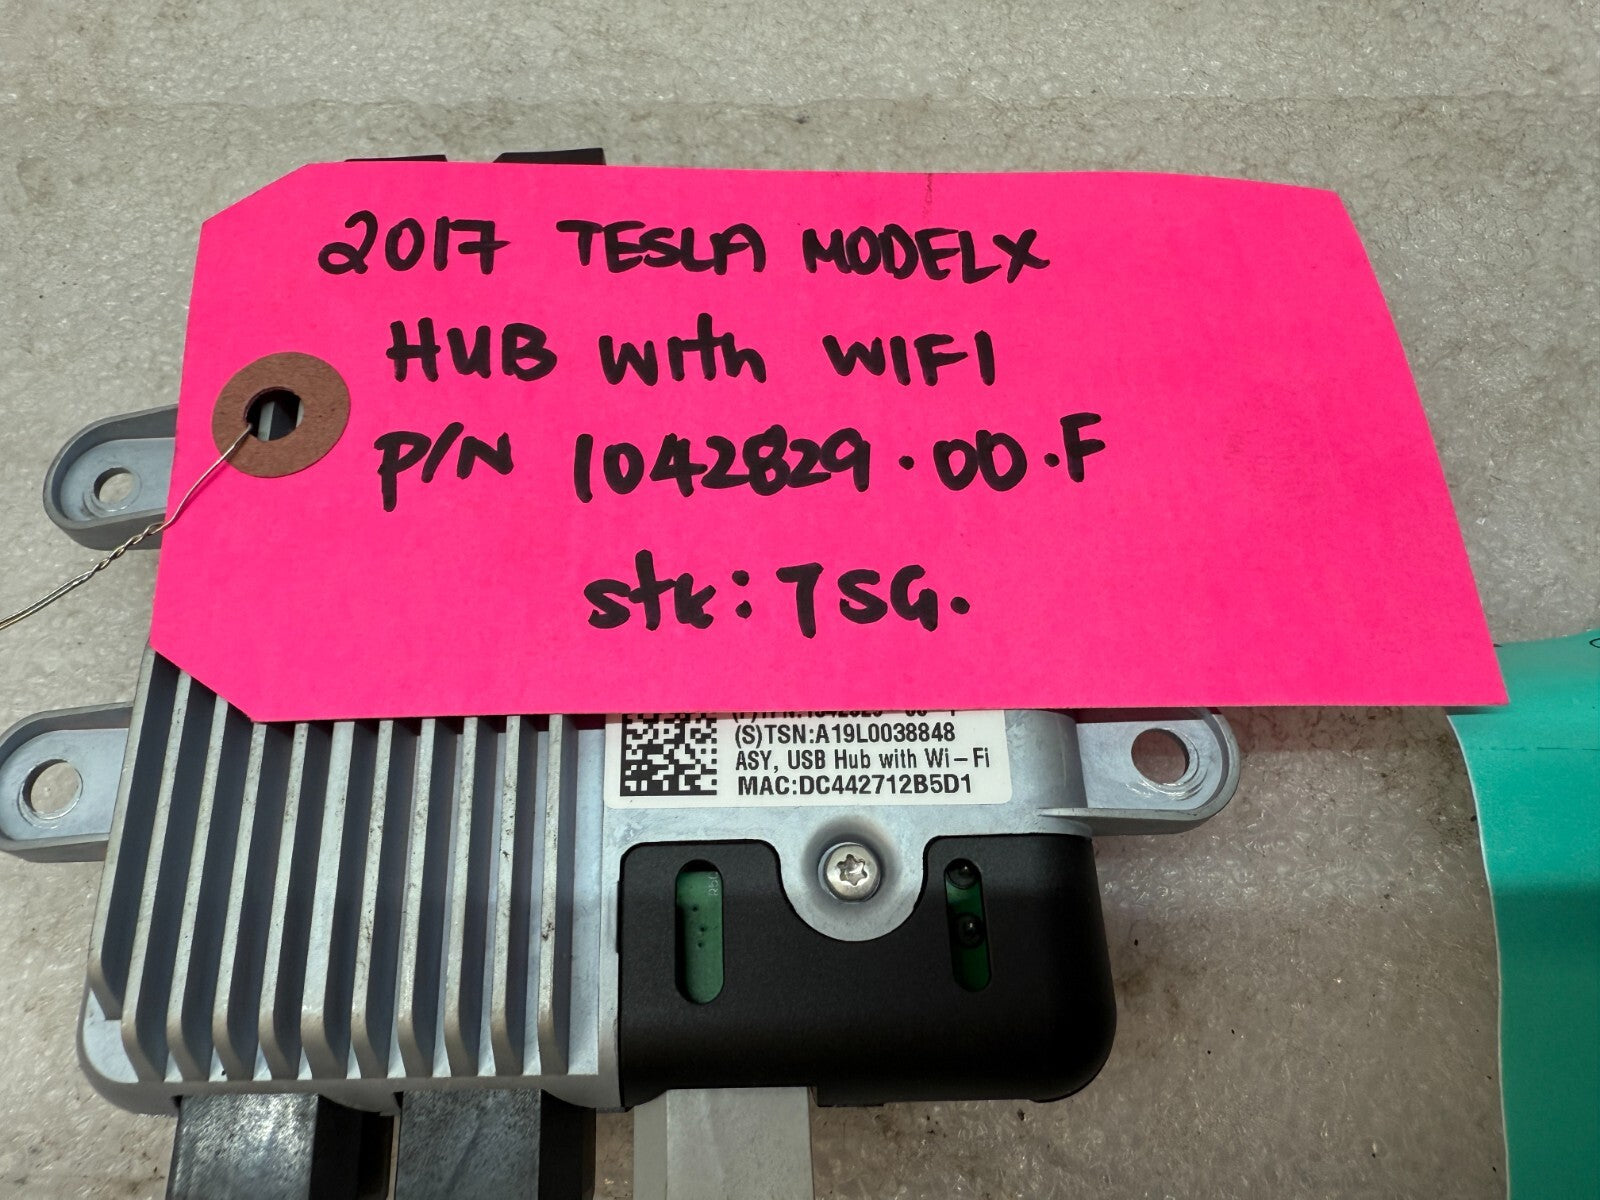 2017 TESLA MODEL X
HUB with WIFI
P/N 1042829.00.F
stk: TSG.
(S)TSN:A19L0038848
ASY, USB Hub with Wi-Fi
MAC:DC442712B5D1